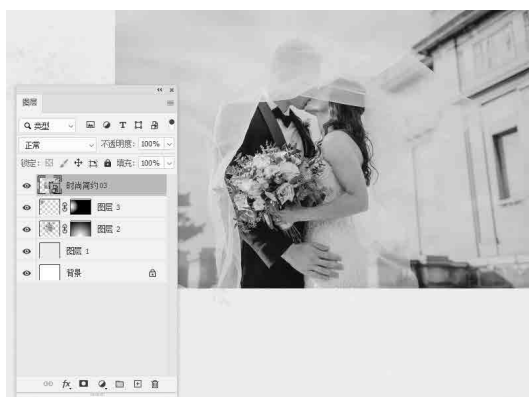 图层
类型
正常 不透明度: 100%
锁定: 填充: 100%
时尚简约03
图层 3
图层 2
图层 1
背景